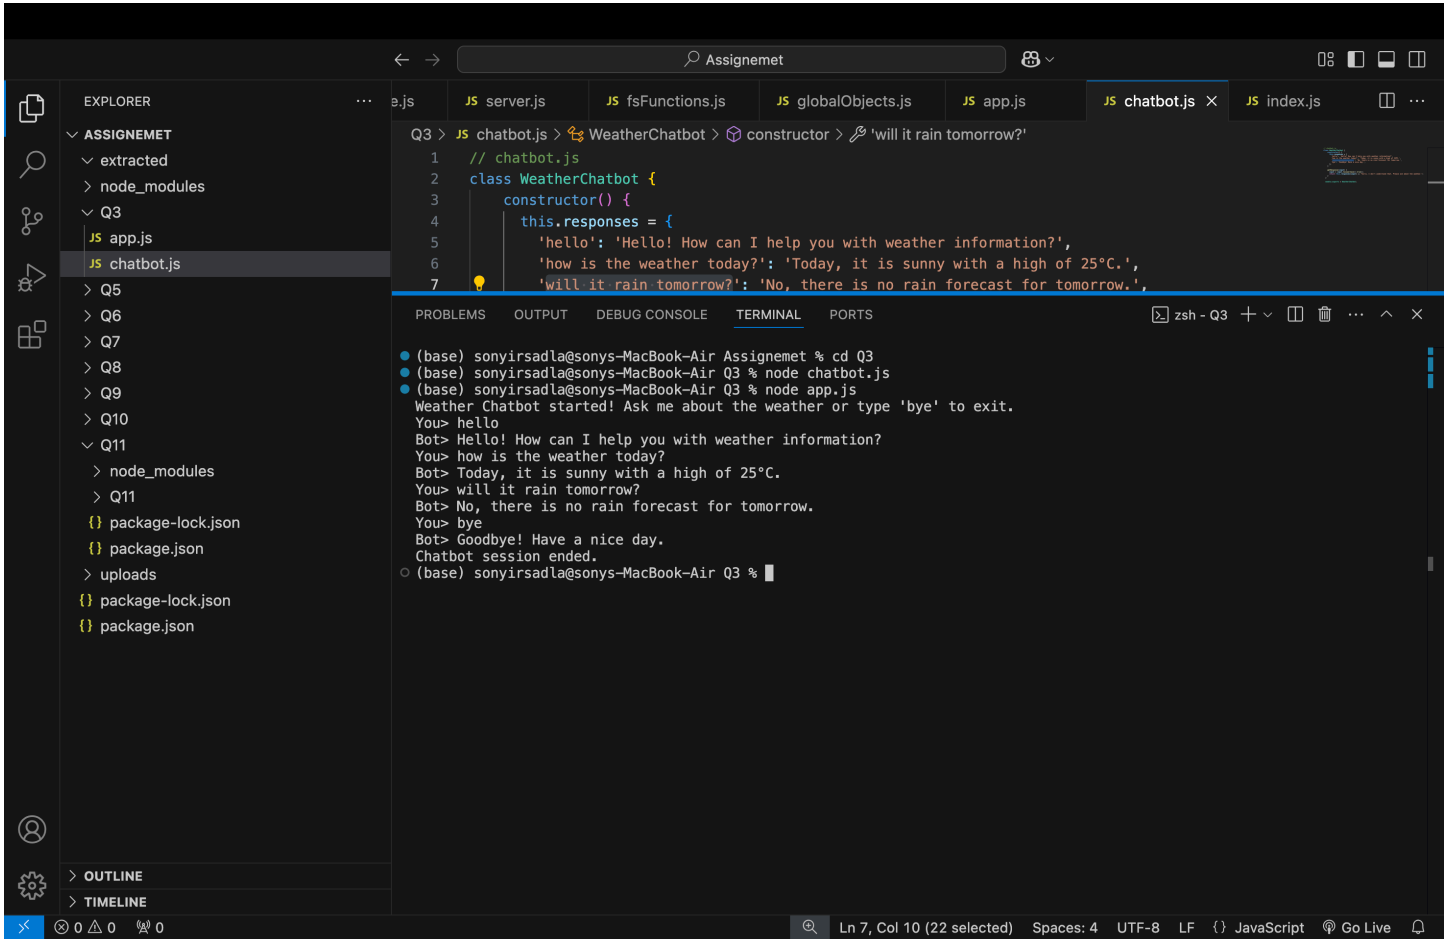 Assignemet
EXPLORER
e.js
JS server.js
JS fsFunctions.js
JS globalObjects.js
JS app.js
JS chatbot.js
JS index.js
ASSIGNEMET
extracted
node_modules
Q3
JS app.js
JS chatbot.js
Q5
Q6
Q7
Q8
Q9
Q10
Q11
node_modules
Q11
{} package-lock.json
{} package.json
uploads
{} package-lock.json
{} package.json
OUTLINE
TIMELINE
Q3 > JS chatbot.js > WeatherChatbot > constructor > 'will it rain tomorrow?'
1 // chatbot.js
2 class WeatherChatbot {
3 constructor() {
4 this.responses = {
5 'hello': 'Hello! How can I help you with weather information?',
6 'how is the weather today?': 'Today, it is sunny with a high of 25°C.',
7 'will it rain tomorrow?': 'No, there is no rain forecast for tomorrow.',
PROBLEMS OUTPUT DEBUG CONSOLE TERMINAL PORTS
zsh - Q3
(base) sonyirsadla@sonys-MacBook-Air Assignemet % cd Q3
(base) sonyirsadla@sonys-MacBook-Air Q3 % node chatbot.js
(base) sonyirsadla@sonys-MacBook-Air Q3 % node app.js
Weather Chatbot started! Ask me about the weather or type 'bye' to exit.
You> hello
Bot> Hello! How can I help you with weather information?
You> how is the weather today?
Bot> Today, it is sunny with a high of 25°C.
You> will it rain tomorrow?
Bot> No, there is no rain forecast for tomorrow.
You> bye
Bot> Goodbye! Have a nice day.
Chatbot session ended.
(base) sonyirsadla@sonys-MacBook-Air Q3 %
0 0 0
Ln 7, Col 10 (22 selected) Spaces: 4 UTF-8 LF {} JavaScript Go Live